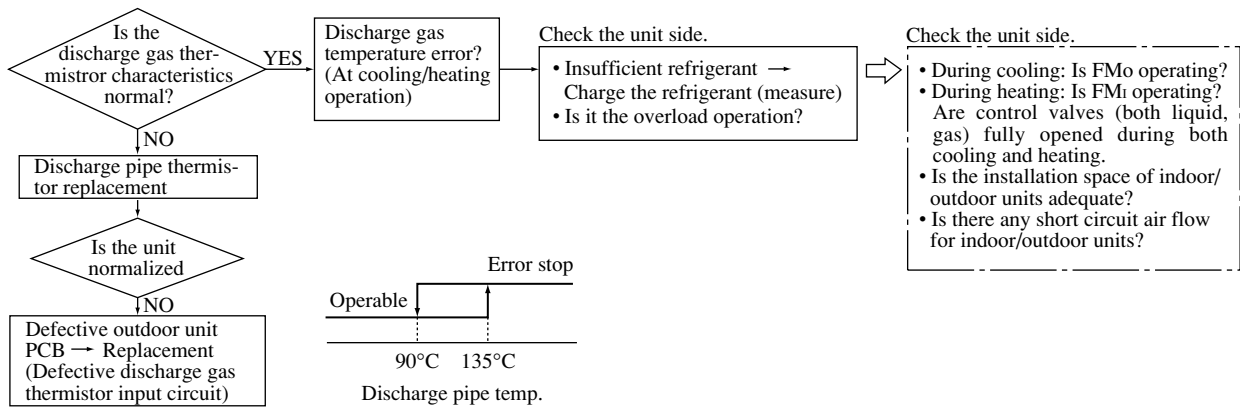 Is the
discharge gas ther-
mistror characteristics
normal?
YES
NO
Discharge gas
temperature error?
(At cooling/heating
operation)
Check the unit side.
• Insufficient refrigerant →
Charge the refrigerant (measure)
• Is it the overload operation?
Check the unit side.
• During cooling: Is FMO operating?
• During heating: Is FMI operating?
Are control valves (both liquid,
gas) fully opened during both
cooling and heating.
• Is the installation space of indoor/
outdoor units adequate?
• Is there any short circuit air flow
for indoor/outdoor units?
Discharge pipe thermis-
tor replacement
Is the unit
normalized
NO
Defective outdoor unit
PCB → Replacement
(Defective discharge gas
thermistor input circuit)
Error stop
Operable
90°C 135°C
Discharge pipe temp.